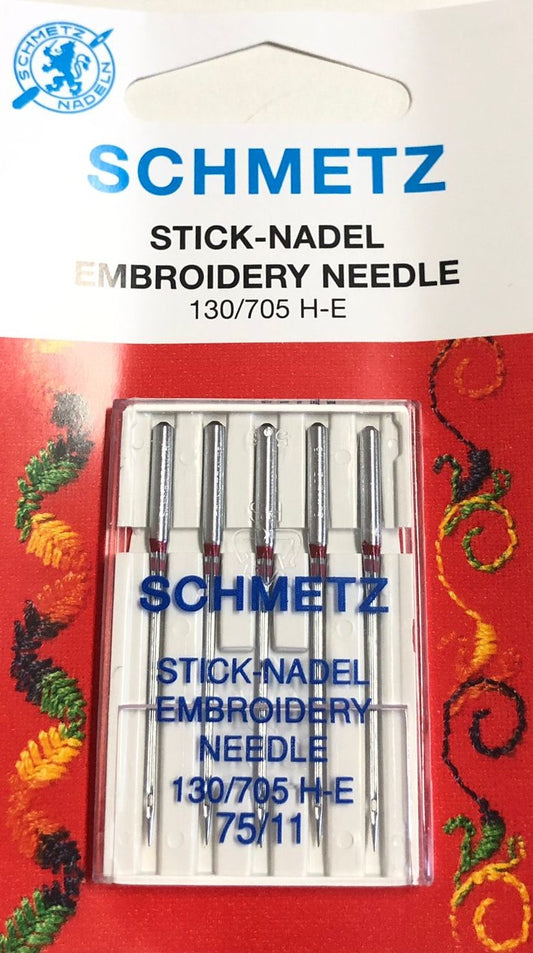 SCHMETZ
NADELN
SCHMETZ
STICK-NADEL
EMBROIDERY NEEDLE
130/705 H-E
SCHMETZ
STICK-NADEL
EMBROIDERY
NEEDLE
130/705 H-E
75/11